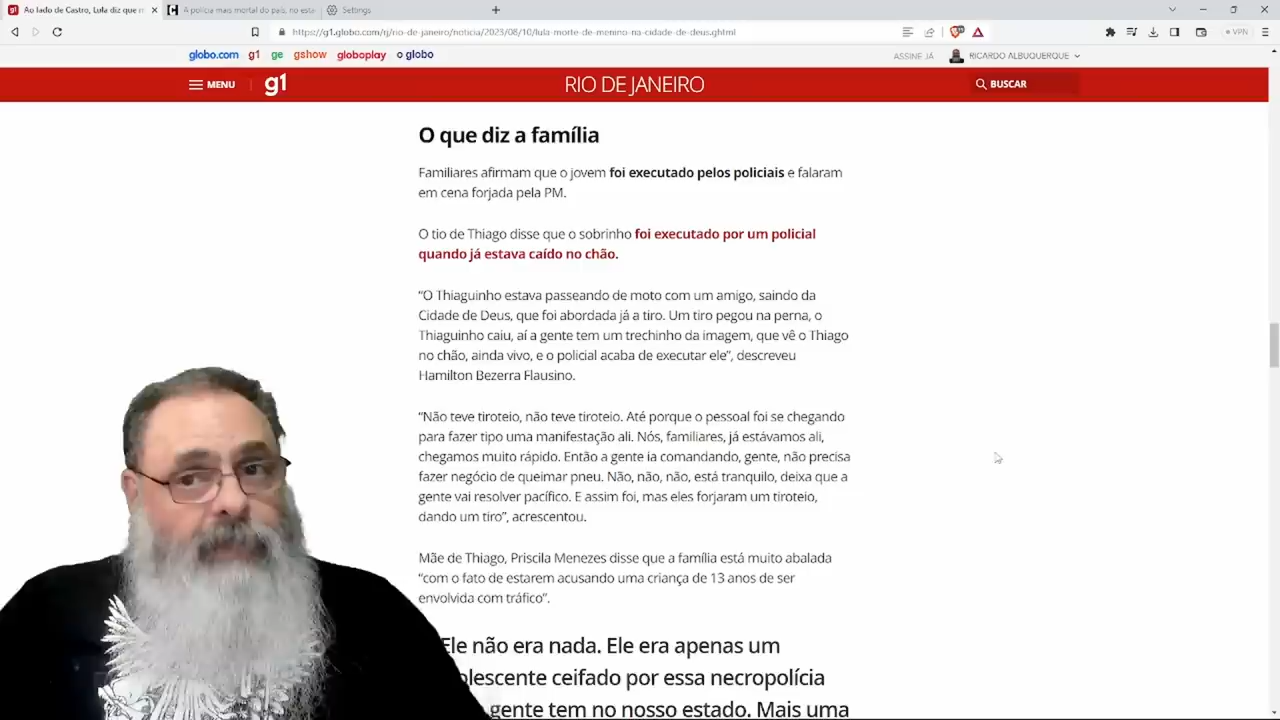 Ao lado de Castro, Lula diz que m
A polícia mais mortal do país, no esta
Settings
https://g1.globo.com/rj/rio-de-janeiro/noticia/2023/08/10/lula-morte-de-menino-na-cidade-de-deus.ghtml
VPN
globo.com g1 ge gshow globoplay o globo
ASSINE JÁ
RICARDO ALBUQUERQUE
MENU
g1
RIO DE JANEIRO
BUSCAR
O que diz a família
Familiares afirmam que o jovem foi executado pelos policiais e falaram
em cena forjada pela PM.
O tio de Thiago disse que o sobrinho foi executado por um policial
quando já estava caído no chão.
“O Thiaguinho estava passeando de moto com um amigo, saindo da
Cidade de Deus, que foi abordada já a tiro. Um tiro pegou na perna, o
Thiaguinho caiu, aí a gente tem um trechinho da imagem, que vê o Thiago
no chão, ainda vivo, e o policial acaba de executar ele”, descreveu
Hamilton Bezerra Flausino.
“Não teve tiroteio, não teve tiroteio. Até porque o pessoal foi se chegando
para fazer tipo uma manifestação ali. Nós, familiares, já estávamos ali,
chegamos muito rápido. Então a gente ia comandando, gente, não precisa
fazer negócio de queimar pneu. Não, não, não, está tranquilo, deixa que a
gente vai resolver pacífico. E assim foi, mas eles forjaram um tiroteio,
dando um tiro”, acrescentou.
Mãe de Thiago, Priscila Menezes disse que a família está muito abalada
“com o fato de estarem acusando uma criança de 13 anos de ser
envolvida com tráfico”.
Ele não era nada. Ele era apenas um
olescente ceifado por essa necropolícia
gente tem no nosso estado. Mais uma